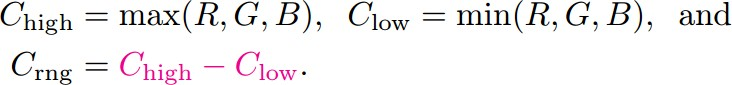 C_high = max(R, G, B), C_low = min(R, G, B), and
C_rng = C_high − C_low.